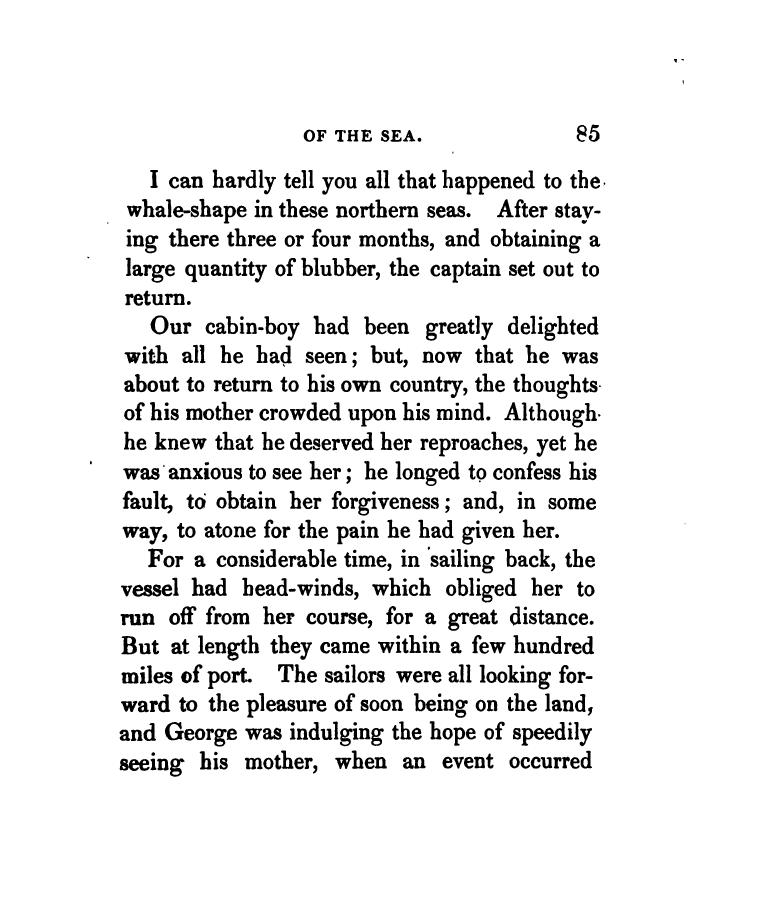 OF THE SEA. 85
I can hardly tell you all that happened to the
whale-shape in these northern seas. After stay-
ing there three or four months, and obtaining a
large quantity of blubber, the captain set out to
return.
Our cabin-boy had been greatly delighted
with all he had seen; but, now that he was
about to return to his own country, the thoughts
of his mother crowded upon his mind. Although
he knew that he deserved her reproaches, yet he
was anxious to see her; he longed to confess his
fault, to obtain her forgiveness; and, in some
way, to atone for the pain he had given her.
For a considerable time, in sailing back, the
vessel had head-winds, which obliged her to
run off from her course, for a great distance.
But at length they came within a few hundred
miles of port. The sailors were all looking for-
ward to the pleasure of soon being on the land,
and George was indulging the hope of speedily
seeing his mother, when an event occurred